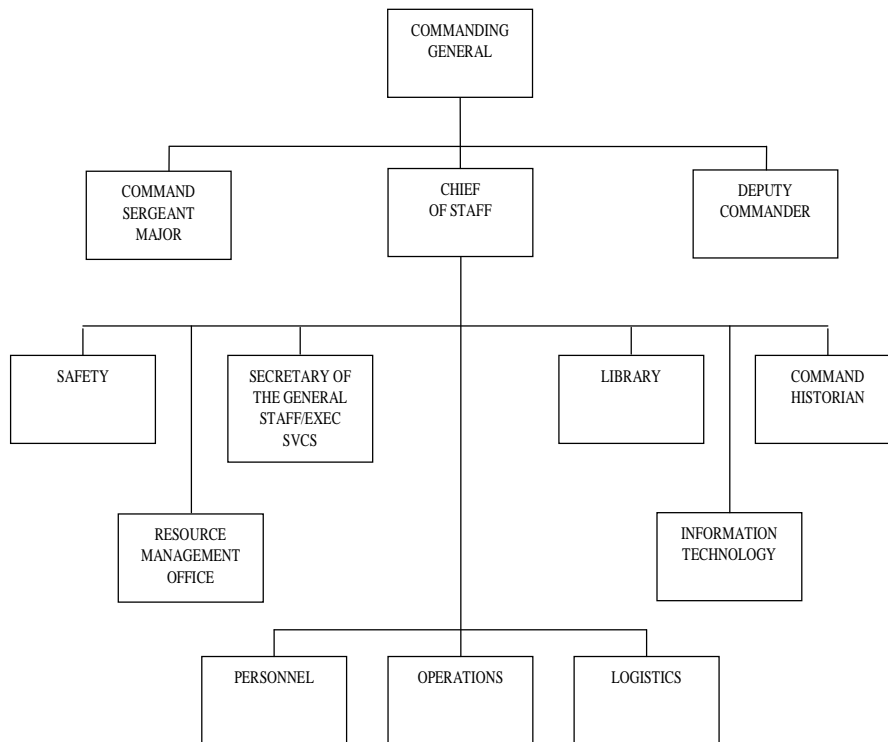 COMMANDING
GENERAL
COMMAND
SERGEANT
MAJOR
CHIEF
OF STAFF
DEPUTY
COMMANDER
SAFETY
SECRETARY OF
THE GENERAL
STAFF/EXEC
SVCS
LIBRARY
COMMAND
HISTORIAN
RESOURCE
MANAGEMENT
OFFICE
INFORMATION
TECHNOLOGY
PERSONNEL
OPERATIONS
LOGISTICS